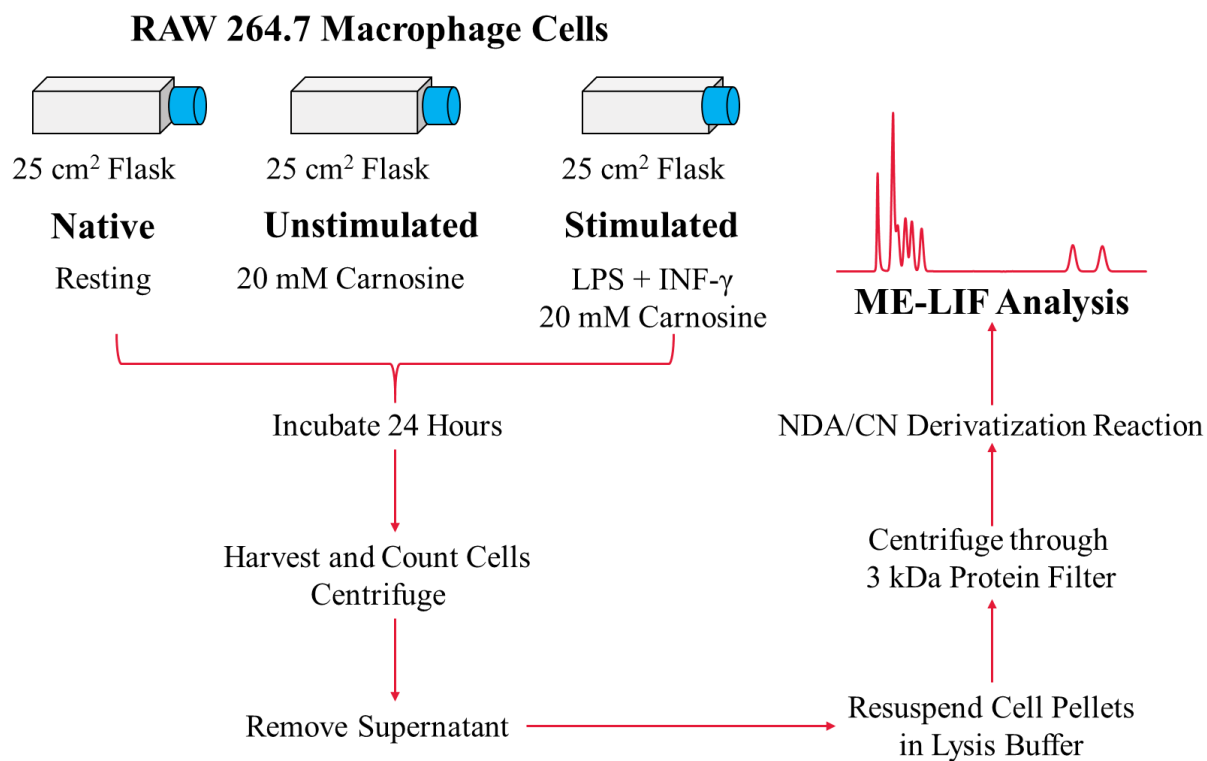 RAW 264.7 Macrophage Cells
25 cm² Flask
25 cm² Flask
25 cm² Flask
Native
Unstimulated
Stimulated
Resting
20 mM Carnosine
LPS + INF-γ
20 mM Carnosine
Incubate 24 Hours
Harvest and Count Cells
Centrifuge
Remove Supernatant
Resuspend Cell Pellets
in Lysis Buffer
Centrifuge through
3 kDa Protein Filter
NDA/CN Derivatization Reaction
ME-LIF Analysis